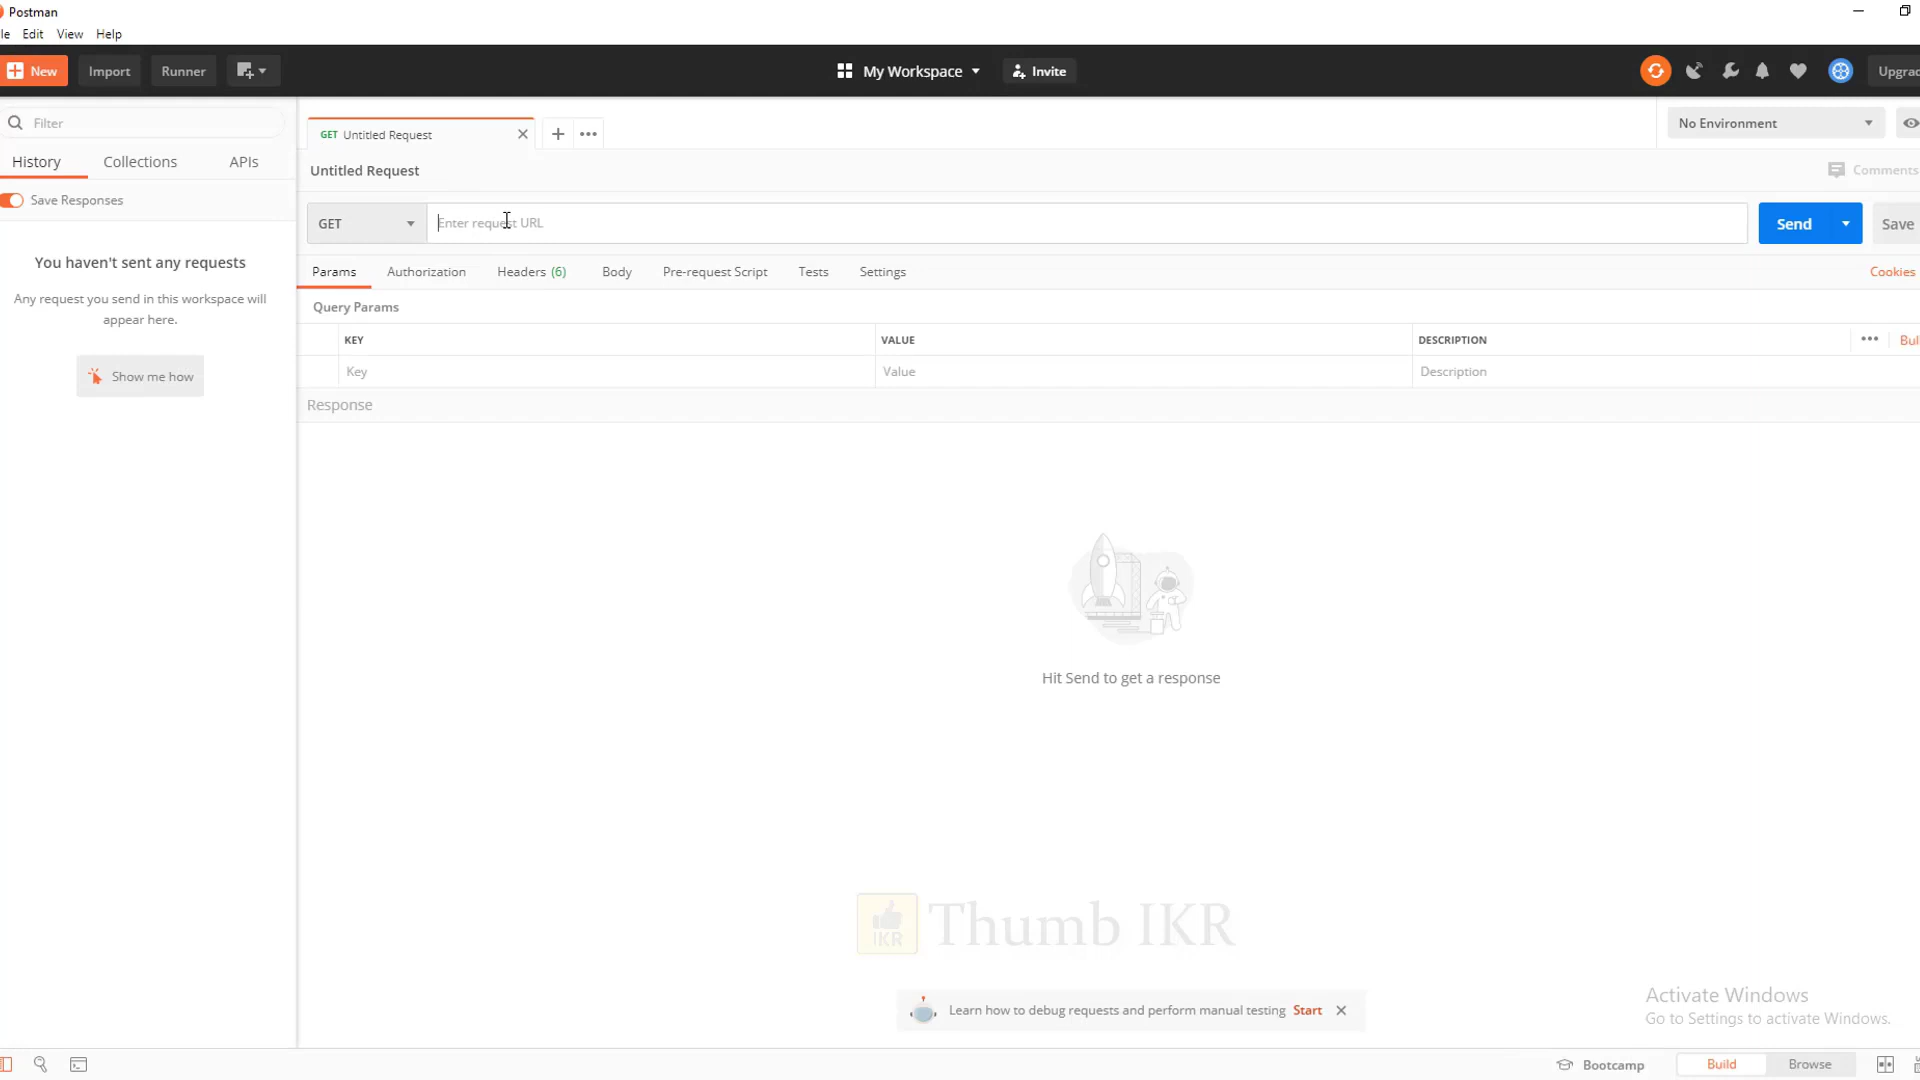 Postman
le Edit View Help
New Import Runner My Workspace Invite Upgrad
Filter
History Collections APIs
Save Responses
You haven't sent any requests
Any request you send in this workspace will
appear here.
Show me how
GET Untitled Request
No Environment
Untitled Request
Comments
GET Enter request URL Send Save
Params Authorization Headers (6) Body Pre-request Script Tests Settings Cookies
Query Params
KEY VALUE DESCRIPTION Bul
Key Value Description
Response
Hit Send to get a response
IKR Thumb IKR
Learn how to debug requests and perform manual testing Start
Activate Windows
Go to Settings to activate Windows.
Bootcamp Build Browse